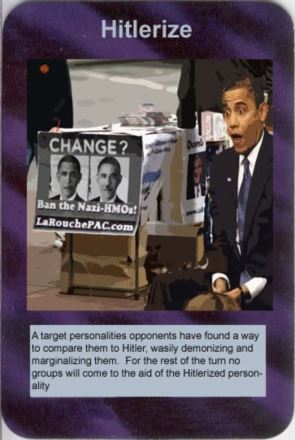 Hitlerize
CHANGE?
Ban the Nazi-HMOs!
LaRouchePAC.com
A target personalities opponents have found a way
to compare them to Hitler, wasily demonizing and
marginalizing them. For the rest of the turn no
groups will come to the aid of the Hitlerized person-
ality